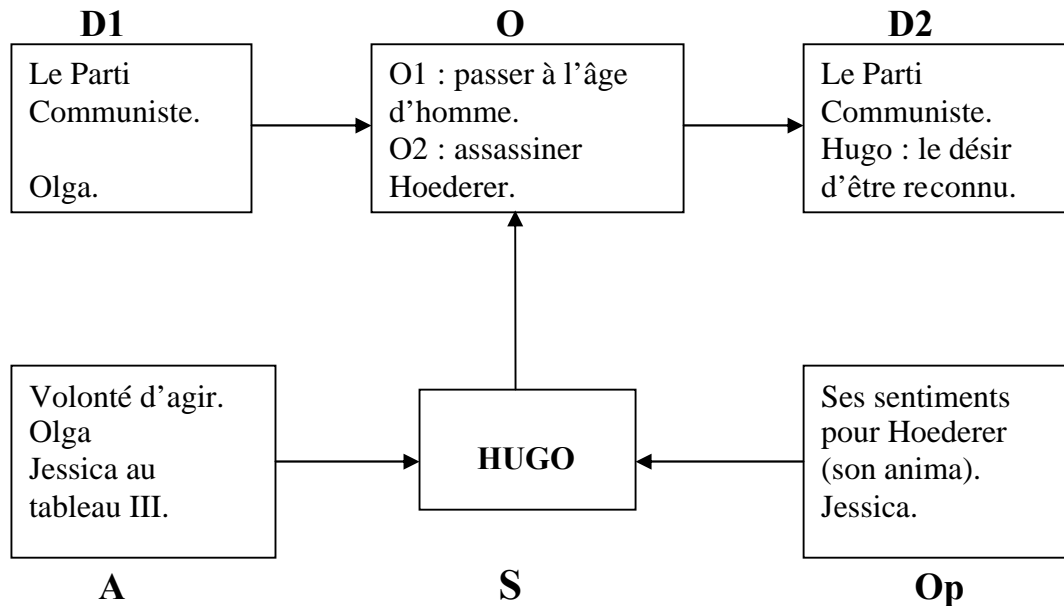 D1
O
D2
Le Parti
Communiste.
Olga.
O1 : passer à l’âge
d’homme.
O2 : assassiner
Hoederer.
Le Parti
Communiste.
Hugo : le désir
d’être reconnu.
Volonté d’agir.
Olga
Jessica au
tableau III.
HUGO
Ses sentiments
pour Hoederer
(son anima).
Jessica.
A
S
Op